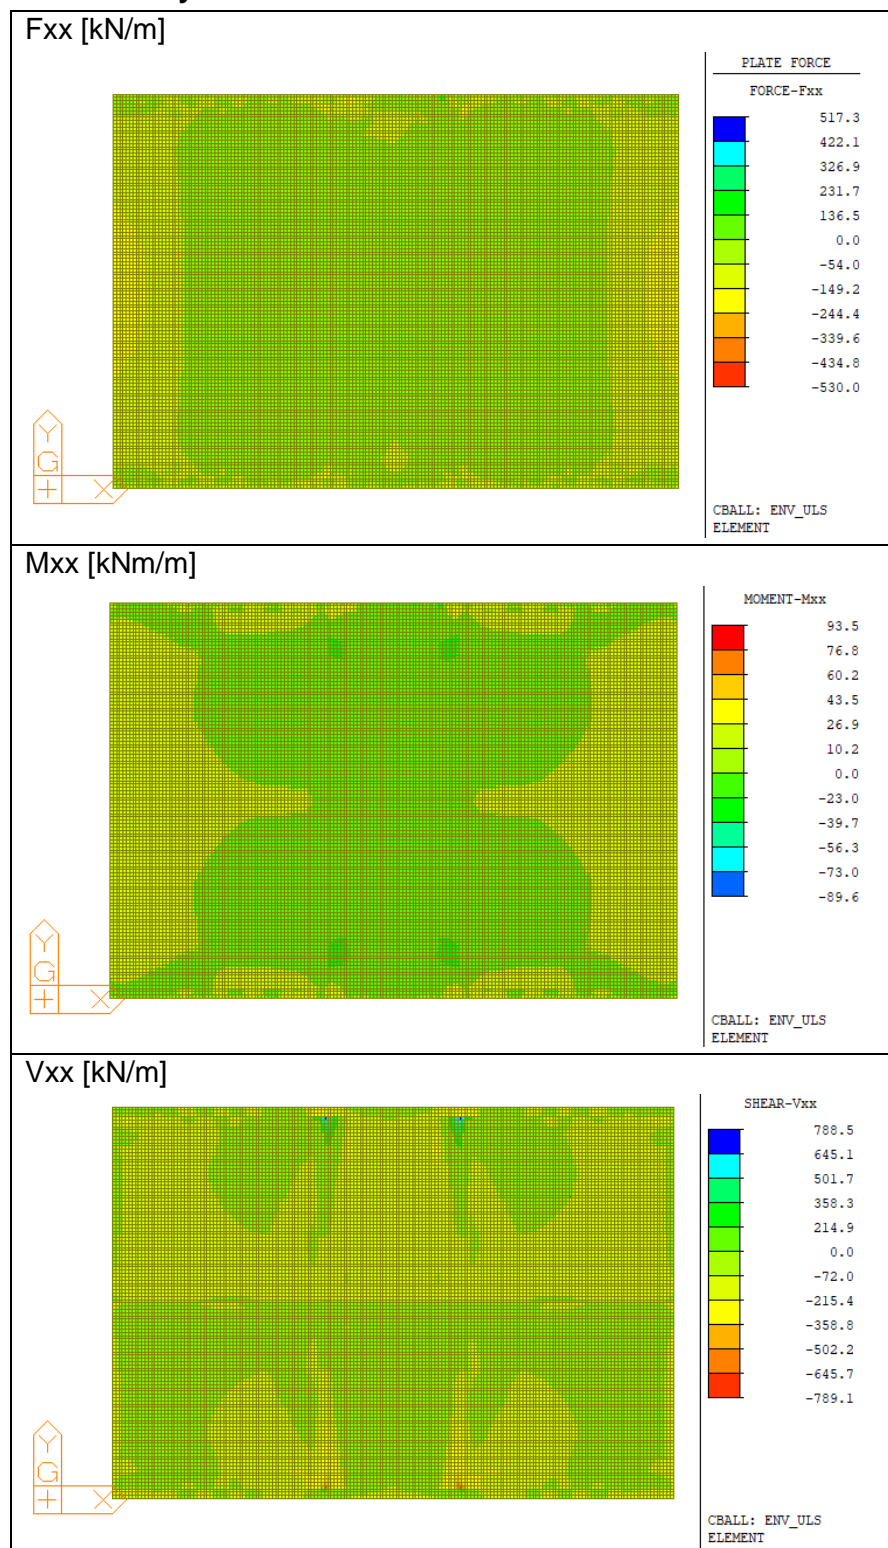 Fxx [kN/m]
PLATE FORCE
FORCE-Fxx
517.3
422.1
326.9
231.7
136.5
0.0
-54.0
-149.2
-244.4
-339.6
-434.8
-530.0
Y
G
+ X
CBALL: ENV_ULS
ELEMENT
Mxx [kNm/m]
MOMENT-Mxx
93.5
76.8
60.2
43.5
26.9
10.2
0.0
-23.0
-39.7
-56.3
-73.0
-89.6
Y
G
+ X
CBALL: ENV_ULS
ELEMENT
Vxx [kN/m]
SHEAR-Vxx
788.5
645.1
501.7
358.3
214.9
0.0
-72.0
-215.4
-358.8
-502.2
-645.7
-789.1
Y
G
+ X
CBALL: ENV_ULS
ELEMENT